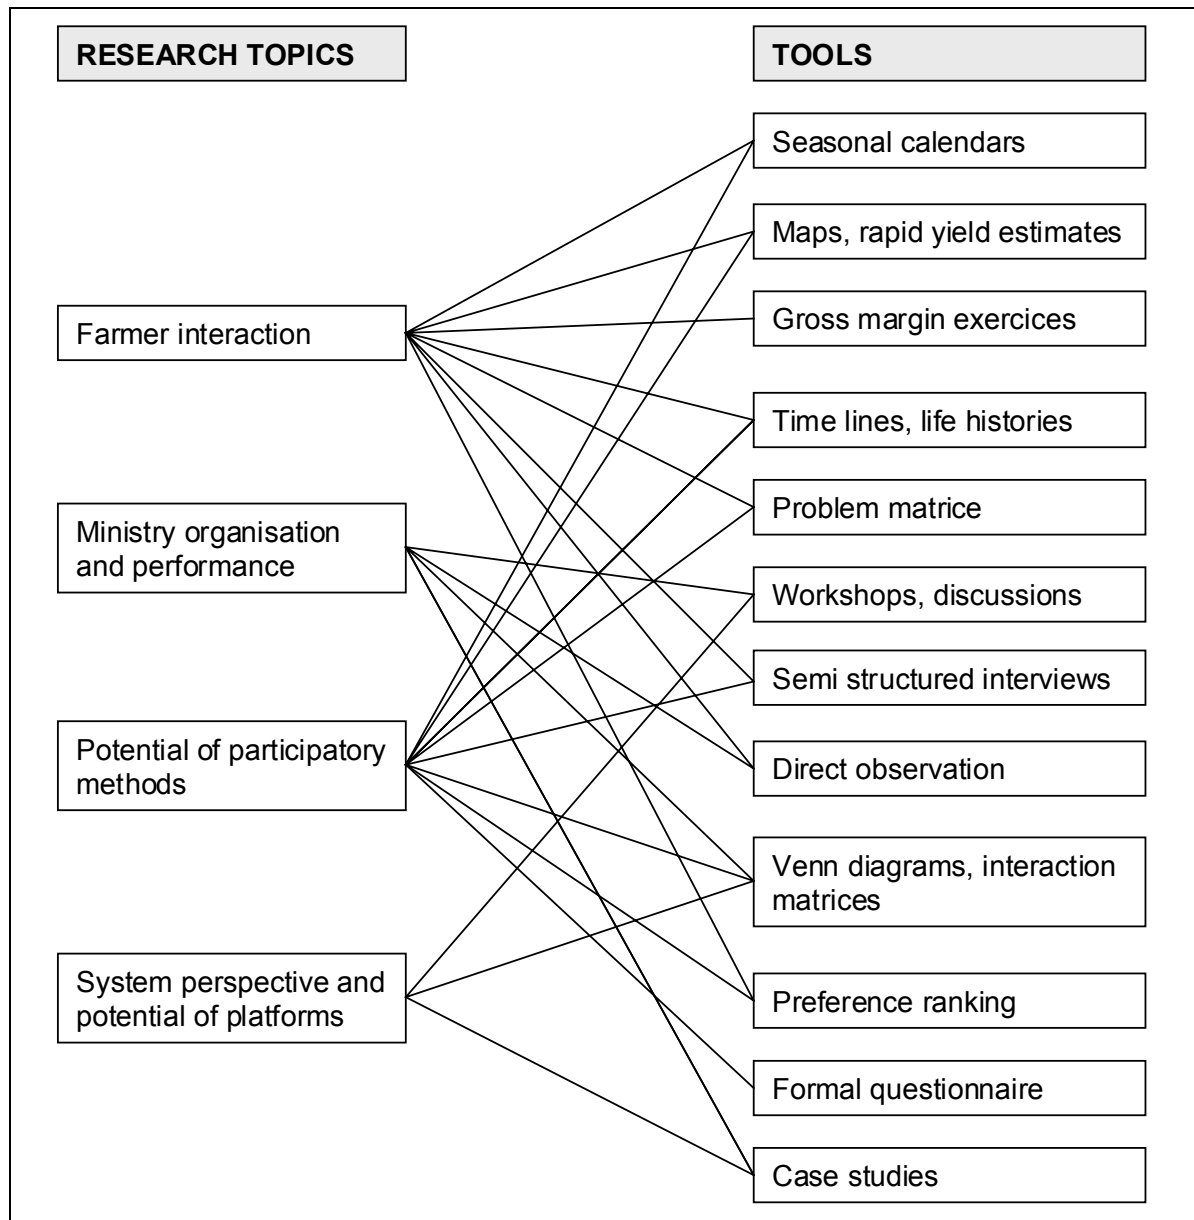 RESEARCH TOPICS
Farmer interaction
Ministry organisation
and performance
Potential of participatory
methods
System perspective and
potential of platforms
TOOLS
Seasonal calendars
Maps, rapid yield estimates
Gross margin exercices
Time lines, life histories
Problem matrice
Workshops, discussions
Semi structured interviews
Direct observation
Venn diagrams, interaction
matrices
Preference ranking
Formal questionnaire
Case studies